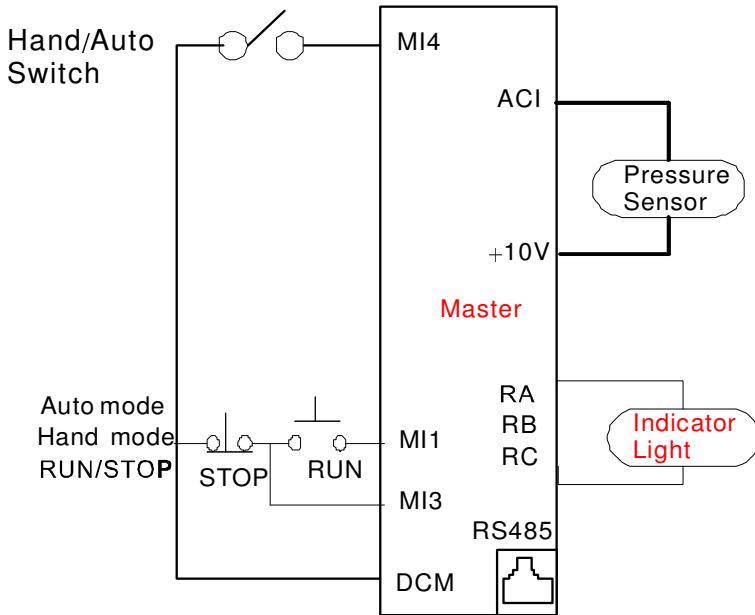 Hand/Auto
Switch
MI4
ACI
Pressure
Sensor
+10V
Master
Auto mode
Hand mode
RUN/STOP
STOP
RUN
MI1
MI3
DCM
RA
RB
RC
Indicator
Light
RS485